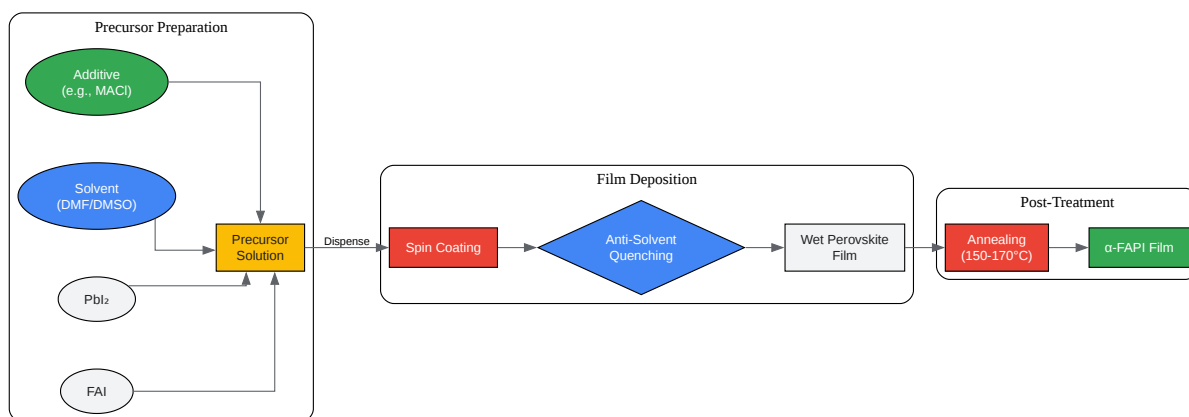 Precursor Preparation
Additive
(e.g., MACl)
Solvent
(DMF/DMSO)
PbI₂
FAI
Precursor
Solution
Dispense
Film Deposition
Spin Coating
Anti-Solvent
Quenching
Wet Perovskite
Film
Post-Treatment
Annealing
(150-170°C)
α-FAPI Film